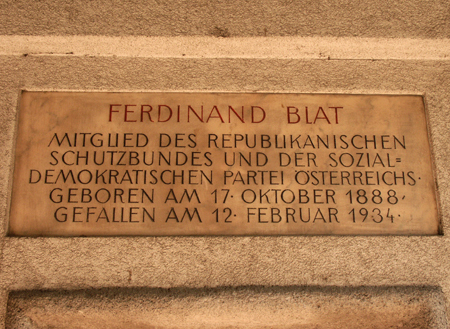 FERDINAND BLAT
MITGLIED DES REPUBLIKANISCHEN
SCHUTZBUNDES UND DER SOZIAL=
DEMOKRATISCHEN PARTEI ÖSTERREICHS·
GEBOREN AM 17· OKTOBER 1888·
GEFALLEN AM 12· FEBRUAR 1934·